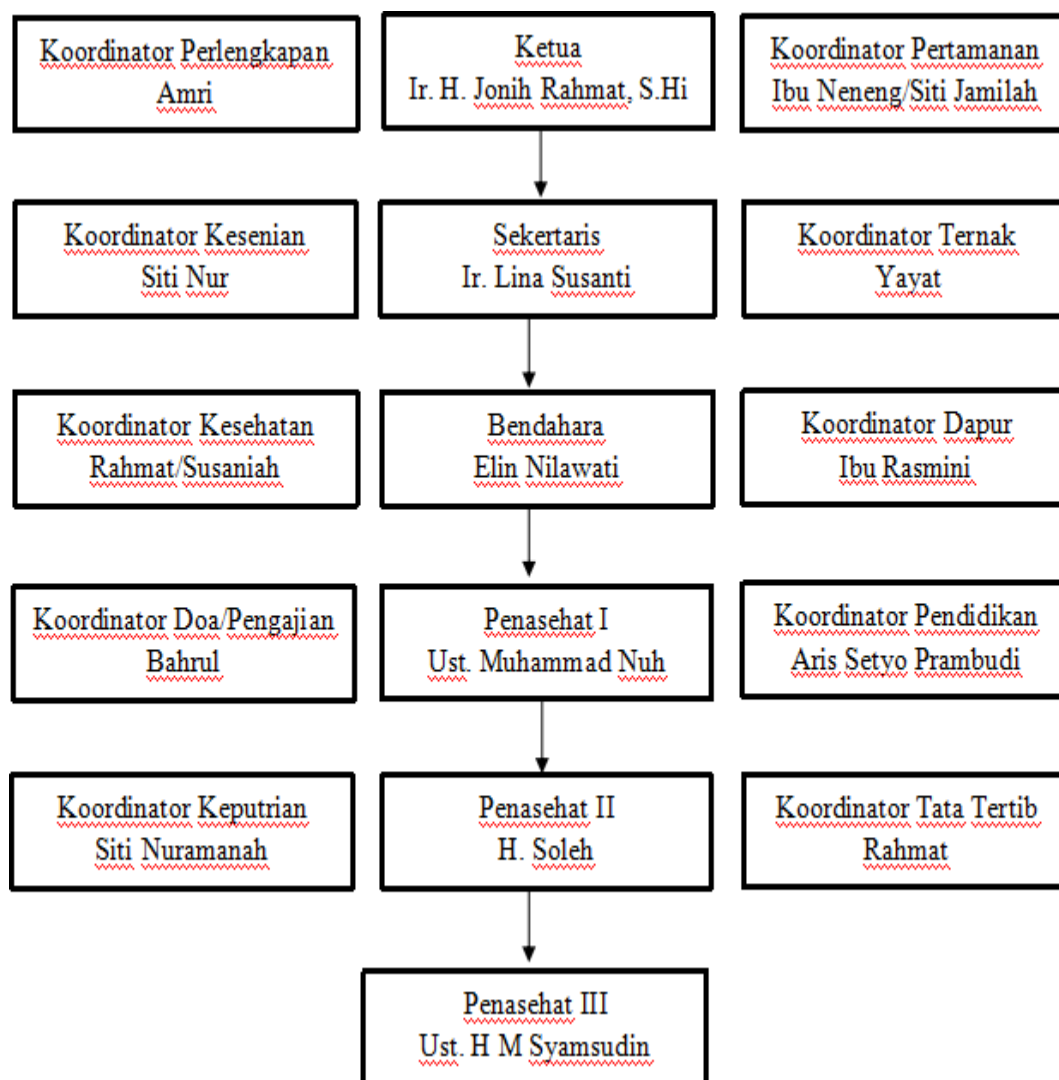 Koordinator Perlengkapan
Amri
Ketua
Ir. H. Jonih Rahmat, S.Hi
Koordinator Pertamanan
Ibu Neneng/Siti Jamilah
Koordinator Kesenian
Siti Nur
Sekertaris
Ir. Lina Susanti
Koordinator Ternak
Yayat
Koordinator Kesehatan
Rahmat/Susaniah
Bendahara
Elin Nilawati
Koordinator Dapur
Ibu Rasmini
Koordinator Doa/Pengajian
Bahrul
Penasehat I
Ust. Muhammad Nuh
Koordinator Pendidikan
Aris Setyo Prambudi
Koordinator Keputrian
Siti Nuramanah
Penasehat II
H. Soleh
Koordinator Tata Tertib
Rahmat
Penasehat III
Ust. H M Syamsudin